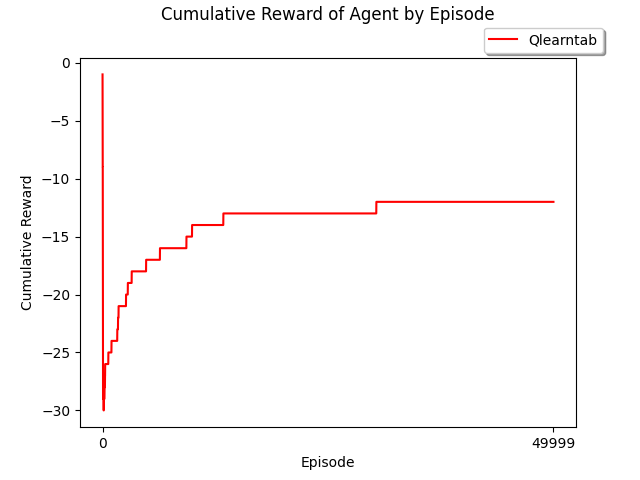 Cumulative Reward of Agent by Episode
Qlearntab
0
−5
−10
−15
−20
−25
−30
Cumulative Reward
0
49999
Episode